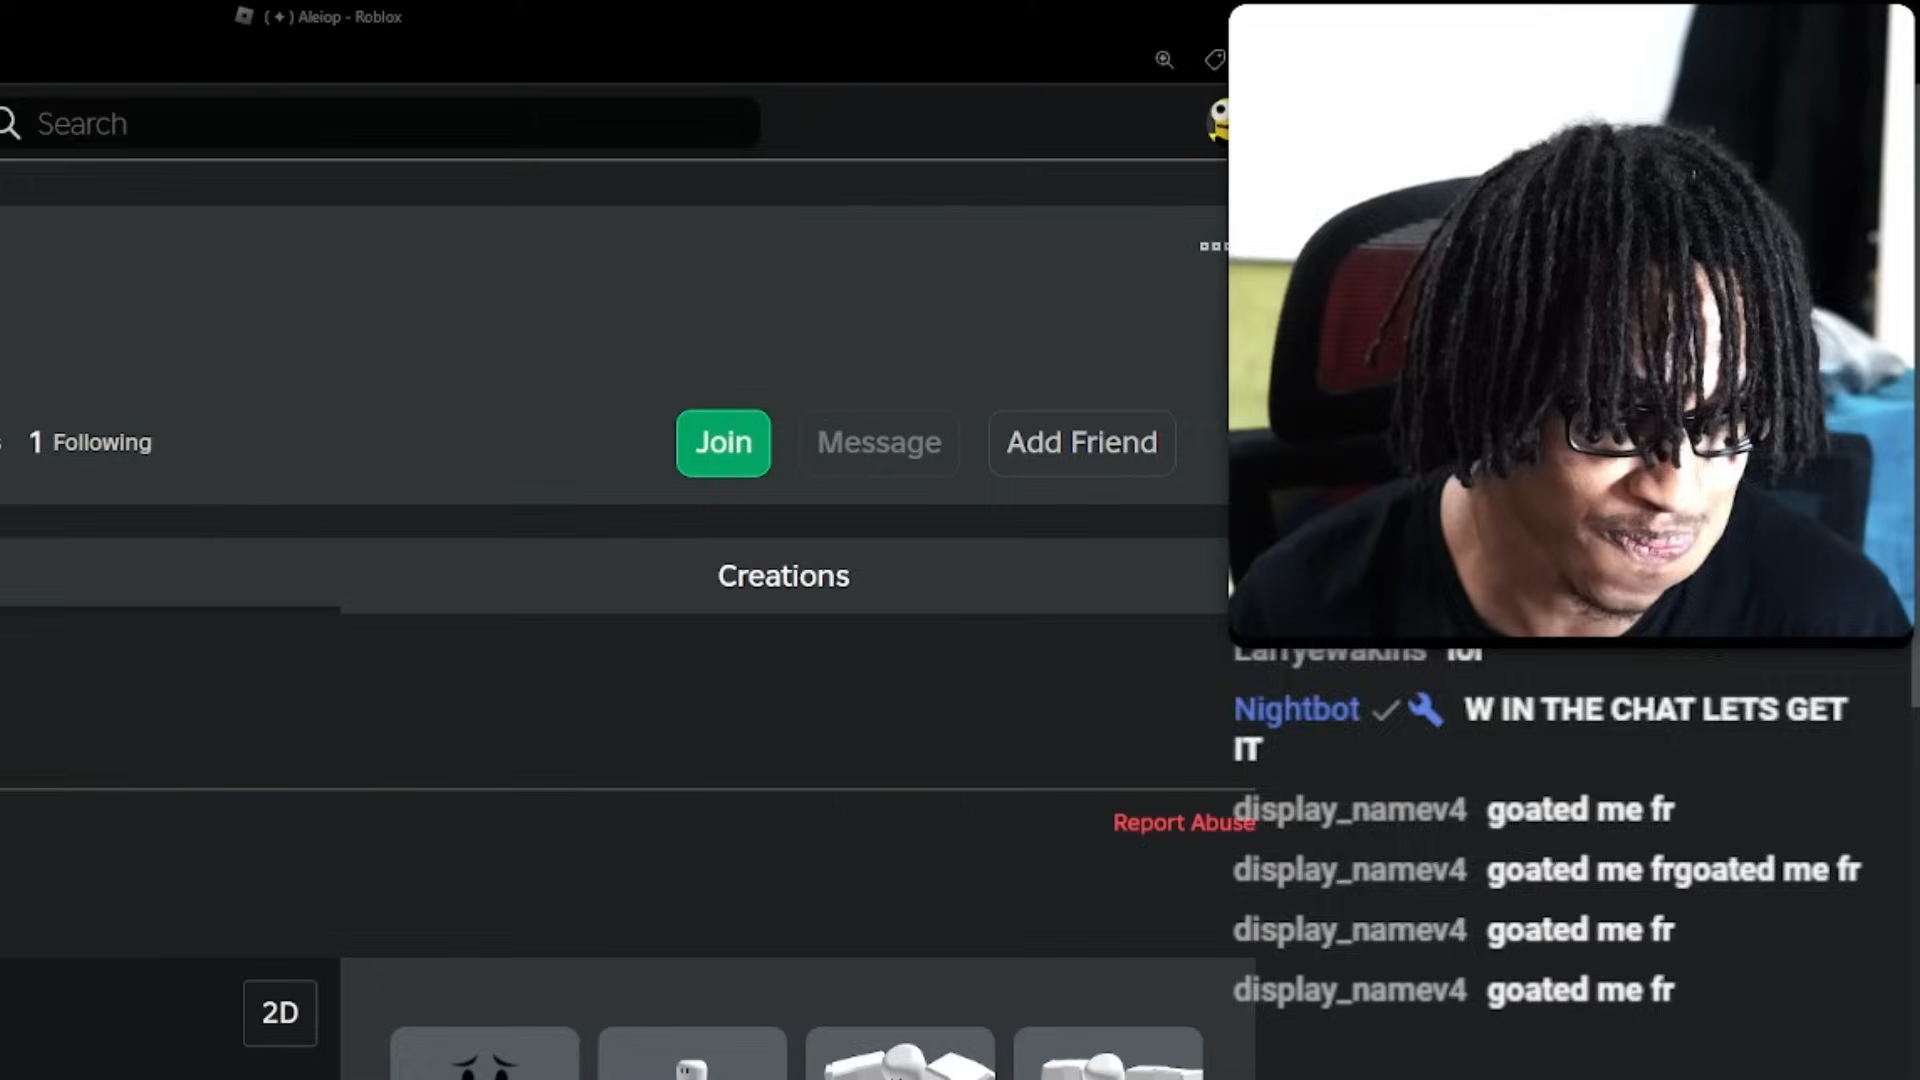 ( ✦ ) Aleiop - Roblox
Search
1 Following
Join
Message
Add Friend
Creations
Report Abuse
2D
Larryewakins lol
Nightbot W IN THE CHAT LETS GET
IT
display_namev4 goated me fr
display_namev4 goated me frgoated me fr
display_namev4 goated me fr
display_namev4 goated me fr